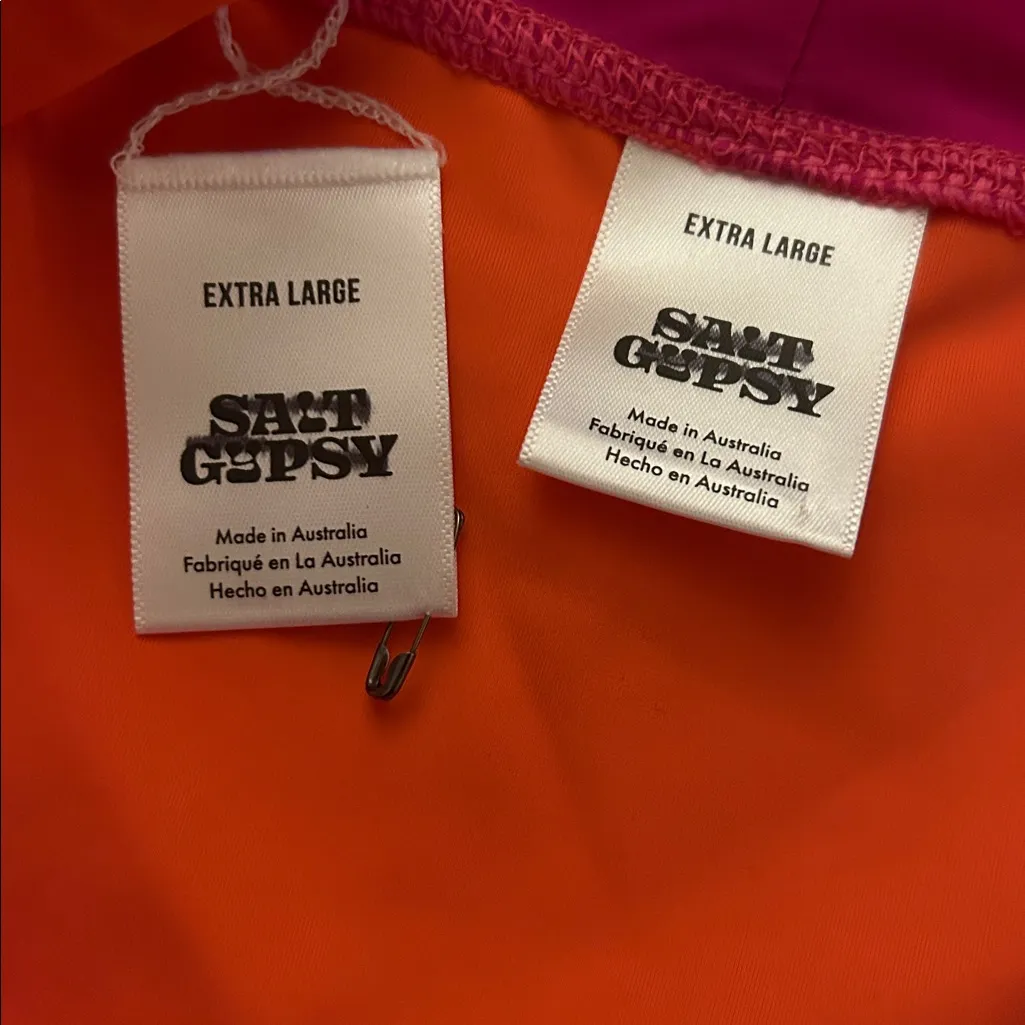 EXTRA LARGE
SALT
GYPSY
Made in Australia
Fabriqué en La Australia
Hecho en Australia
EXTRA LARGE
SALT
GYPSY
Made in Australia
Fabriqué en La Australia
Hecho en Australia